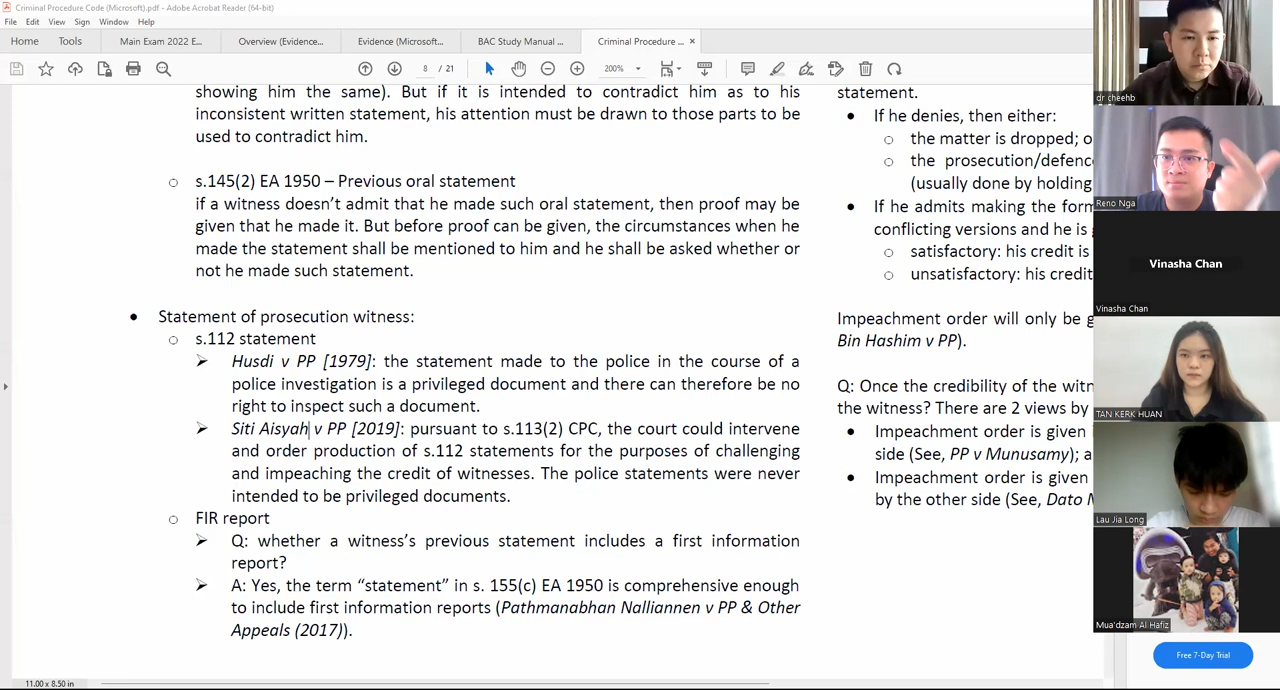 Criminal Procedure Code (Microsoft).pdf - Adobe Acrobat Reader (64-bit)
File Edit View Sign Window Help
Home Tools Main Exam 2022 E... Overview (Evidence... Evidence (Microsoft... BAC Study Manual ... Criminal Procedure ... ×
8 / 21 200%
showing him the same). But if it is intended to contradict him as to his
inconsistent written statement, his attention must be drawn to those parts to be
used to contradict him.
○ s.145(2) EA 1950 – Previous oral statement
if a witness doesn’t admit that he made such oral statement, then proof may be
given that he made it. But before proof can be given, the circumstances when he
made the statement shall be mentioned to him and he shall be asked whether or
not he made such statement.
● Statement of prosecution witness:
○ s.112 statement
➢ Husdi v PP [1979]: the statement made to the police in the course of a
police investigation is a privileged document and there can therefore be no
right to inspect such a document.
➢ Siti Aisyah v PP [2019]: pursuant to s.113(2) CPC, the court could intervene
and order production of s.112 statements for the purposes of challenging
and impeaching the credit of witnesses. The police statements were never
intended to be privileged documents.
○ FIR report
➢ Q: whether a witness’s previous statement includes a first information
report?
➢ A: Yes, the term “statement” in s. 155(c) EA 1950 is comprehensive enough
to include first information reports (Pathmanabhan Nalliannen v PP & Other
Appeals (2017)).
statement.
● If he denies, then either:
○ the matter is dropped; o
○ the prosecution/defenc
(usually done by holding
● If he admits making the form
conflicting versions and he is
○ satisfactory: his credit is
○ unsatisfactory: his credit
Impeachment order will only be g
Bin Hashim v PP).
Q: Once the credibility of the witn
the witness? There are 2 views by
● Impeachment order is given
side (See, PP v Munusamy); a
● Impeachment order is given
by the other side (See, Dato M
11.00 x 8.50 in
dr cheehb
Reno Nga
Vinasha Chan
Vinasha Chan
TAN KERK HUAN
Lau Jia Long
Mua'dzam Al Hafiz
Free 7-Day Trial